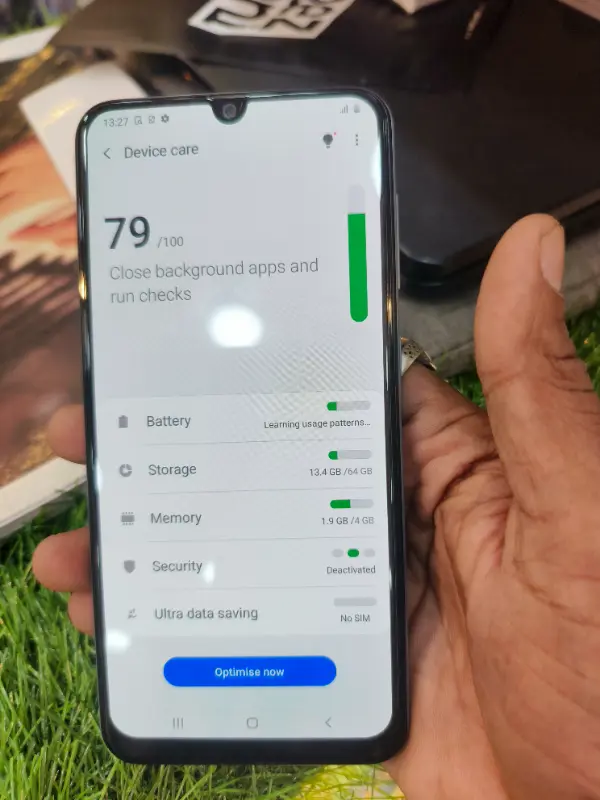 13:27
Device care
79 /100
Close background apps and
run checks
Battery
Learning usage patterns...
Storage
13.4 GB /64 GB
Memory
1.9 GB /4 GB
Security
Deactivated
Ultra data saving
No SIM
Optimise now